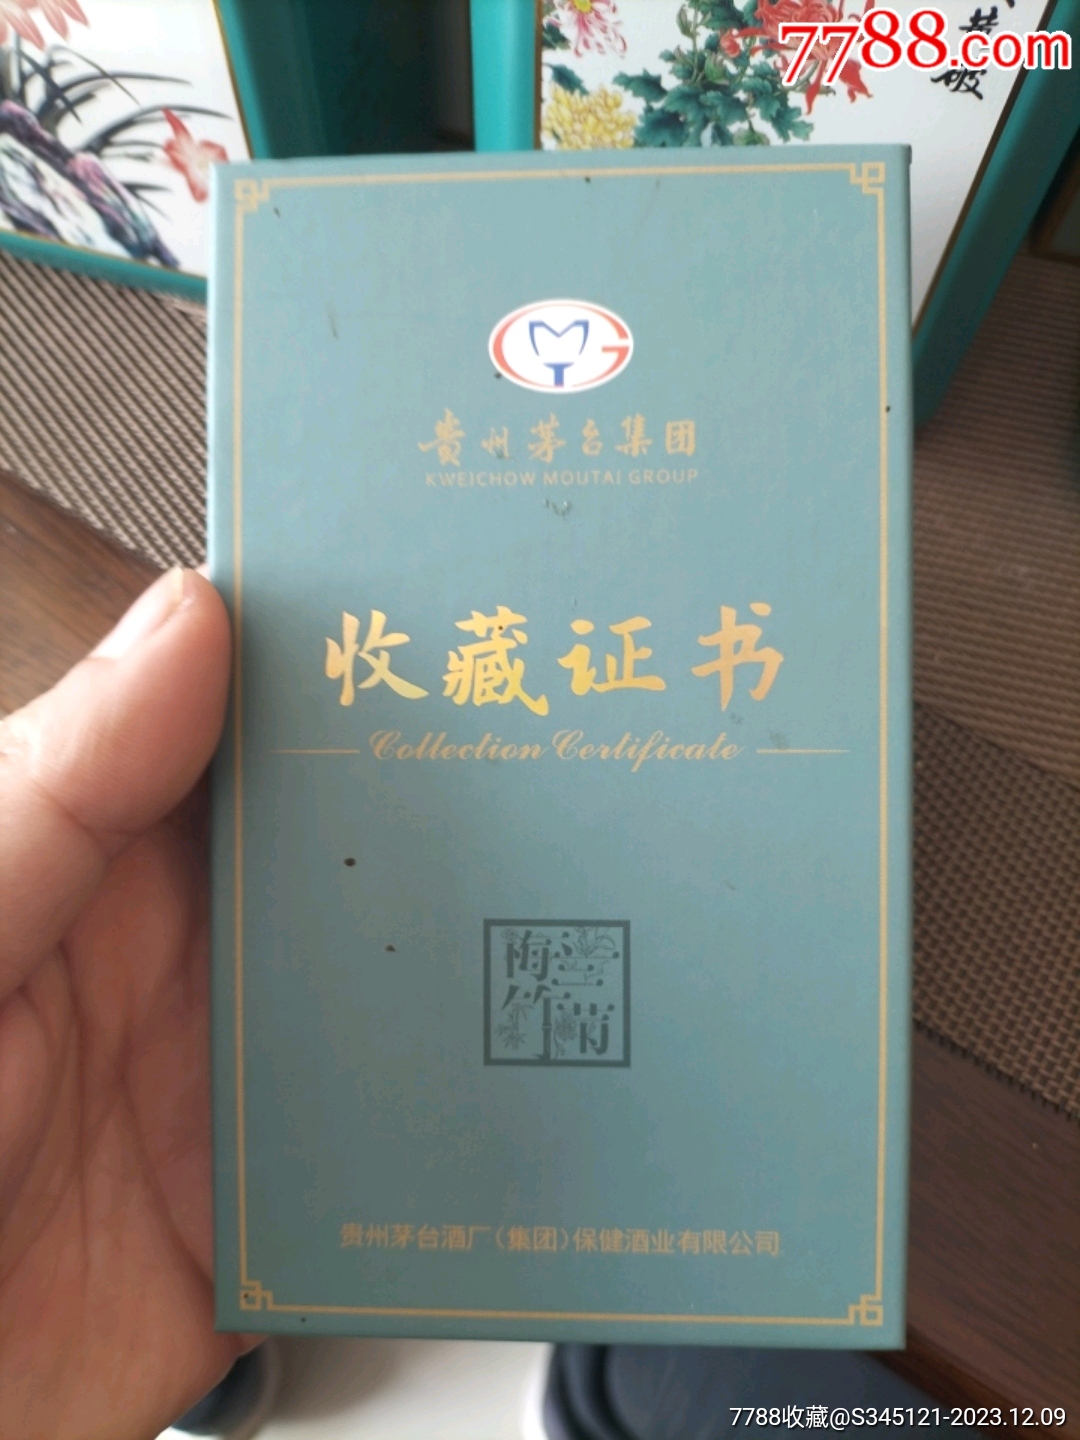 7788.com
贵州茅台集团
KWEICHOW MOUTAI GROUP
收藏证书
Collection Certificate
梅兰
竹菊
贵州茅台酒厂(集团)保健酒业有限公司
7788收藏@S345121-2023.12.09